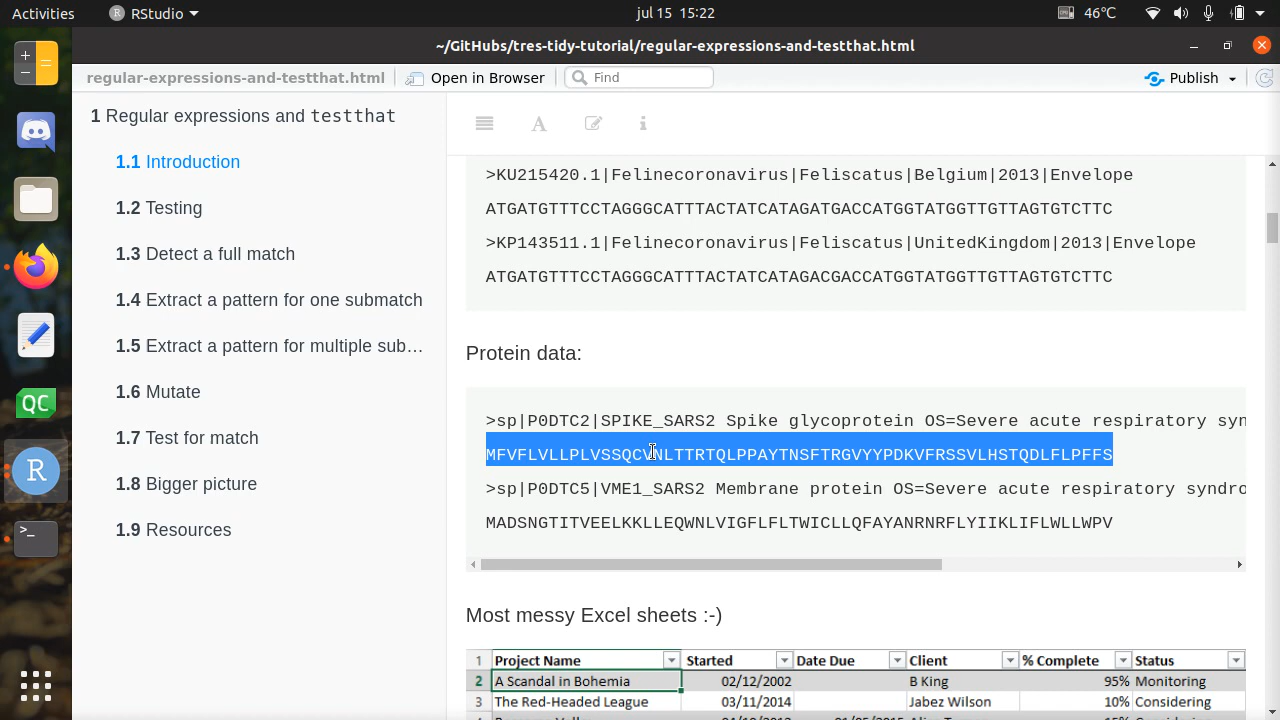 Activities
RStudio
jul 15 15:22
46°C
~/GitHubs/tres-tidy-tutorial/regular-expressions-and-testthat.html
regular-expressions-and-testthat.html
Open in Browser
Find
Publish
1 Regular expressions and testthat
1.1 Introduction
1.2 Testing
1.3 Detect a full match
1.4 Extract a pattern for one submatch
1.5 Extract a pattern for multiple sub…
1.6 Mutate
1.7 Test for match
1.8 Bigger picture
1.9 Resources
QC
R
>_
A
i
>KU215420.1|Felinecoronavirus|Feliscatus|Belgium|2013|Envelope
ATGATGTTTCCTAGGGCATTTACTATCATAGATGACCATGGTATGGTTGTTAGTGTCTTC
>KP143511.1|Felinecoronavirus|Feliscatus|UnitedKingdom|2013|Envelope
ATGATGTTTCCTAGGGCATTTACTATCATAGACGACCATGGTATGGTTGTTAGTGTCTTC
Protein data:
>sp|P0DTC2|SPIKE_SARS2 Spike glycoprotein OS=Severe acute respiratory syn
MFVFLVLLPLVSSQCVNLTTRTQLPPAYTNSFTRGVYYPDKVFRSSVLHSTQDLFLPFFS
>sp|P0DTC5|VME1_SARS2 Membrane protein OS=Severe acute respiratory syndro
MADSNGTITVEELKKLLEQWNLVIGFLFLTWICLLQFAYANRNRFLYIIKLIFLWLLWPV
Most messy Excel sheets :-)
1 Project Name Started Date Due Client % Complete Status
2 A Scandal in Bohemia 02/12/2002 B King 95% Monitoring
3 The Red-Headed League 03/11/2014 Jabez Wilson 10% Considering